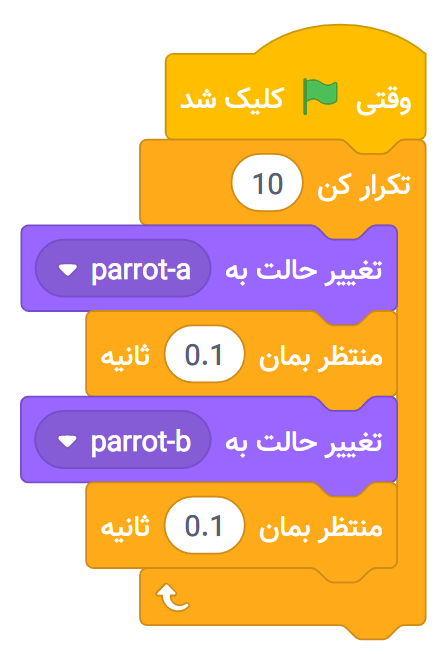 وقتی کلیک شد
تکرار کن 10
تغییر حالت به parrot-a
منتظر بمان 0.1 ثانیه
تغییر حالت به parrot-b
منتظر بمان 0.1 ثانیه